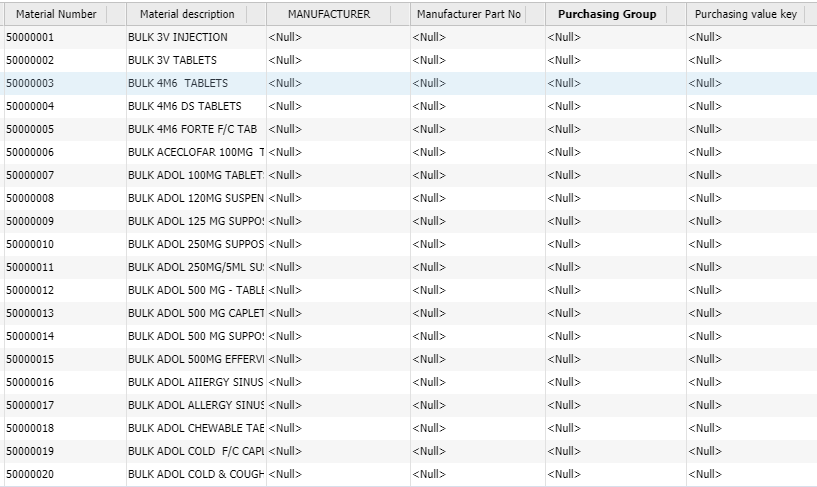 Material Number Material description MANUFACTURER Manufacturer Part No Purchasing Group Purchasing value key
50000001 BULK 3V INJECTION <Null> <Null> <Null> <Null>
50000002 BULK 3V TABLETS <Null> <Null> <Null> <Null>
50000003 BULK 4M6  TABLETS <Null> <Null> <Null> <Null>
50000004 BULK 4M6 DS TABLETS <Null> <Null> <Null> <Null>
50000005 BULK 4M6 FORTE F/C TAB <Null> <Null> <Null> <Null>
50000006 BULK ACECLOFAR 100MG  T <Null> <Null> <Null> <Null>
50000007 BULK ADOL 100MG TABLET <Null> <Null> <Null> <Null>
50000008 BULK ADOL 120MG SUSPEN <Null> <Null> <Null> <Null>
50000009 BULK ADOL 125 MG SUPPO <Null> <Null> <Null> <Null>
50000010 BULK ADOL 250MG SUPPOS <Null> <Null> <Null> <Null>
50000011 BULK ADOL 250MG/5ML SU <Null> <Null> <Null> <Null>
50000012 BULK ADOL 500 MG - TABLE <Null> <Null> <Null> <Null>
50000013 BULK ADOL 500 MG CAPLET <Null> <Null> <Null> <Null>
50000014 BULK ADOL 500 MG SUPPO <Null> <Null> <Null> <Null>
50000015 BULK ADOL 500MG EFFERV <Null> <Null> <Null> <Null>
50000016 BULK ADOL AIIERGY SINUS <Null> <Null> <Null> <Null>
50000017 BULK ADOL ALLERGY SINUS <Null> <Null> <Null> <Null>
50000018 BULK ADOL CHEWABLE TAE <Null> <Null> <Null> <Null>
50000019 BULK ADOL COLD  F/C CAPL <Null> <Null> <Null> <Null>
50000020 BULK ADOL COLD & COUGH <Null> <Null> <Null> <Null>